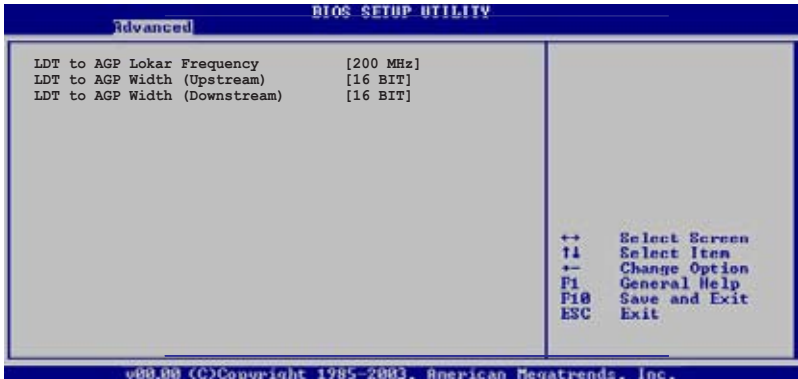 BIOS SETUP UTILITY
Advanced
LDT to AGP Lokar Frequency [200 MHz]
LDT to AGP Width (Upstream) [16 BIT]
LDT to AGP Width (Downstream) [16 BIT]
←→ Select Screen
↑↓ Select Item
+- Change Option
F1 General Help
F10 Save and Exit
ESC Exit
v00.00 (C)Copyright 1985-2003, American Megatrends, Inc.